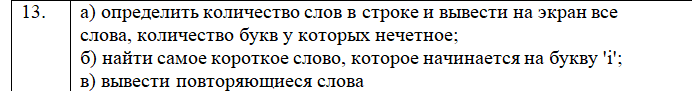 13. а) определить количество слов в строке и вывести на экран все
слова, количество букв у которых нечетное;
б) найти самое короткое слово, которое начинается на букву 'i';
в) вывести повторяющиеся слова